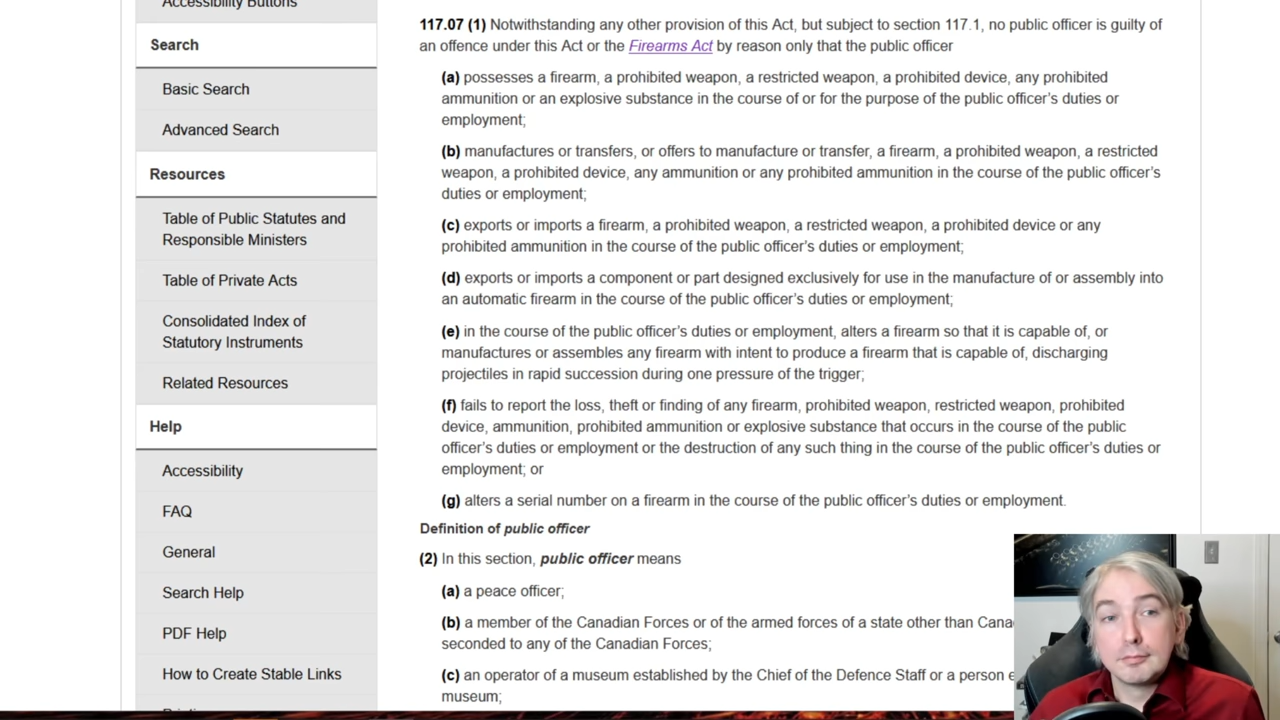 Accessibility Buttons
Search
Basic Search
Advanced Search
Resources
Table of Public Statutes and
Responsible Ministers
Table of Private Acts
Consolidated Index of
Statutory Instruments
Related Resources
Help
Accessibility
FAQ
General
Search Help
PDF Help
How to Create Stable Links
117.07 (1) Notwithstanding any other provision of this Act, but subject to section 117.1, no public officer is guilty of
an offence under this Act or the Firearms Act by reason only that the public officer
(a) possesses a firearm, a prohibited weapon, a restricted weapon, a prohibited device, any prohibited
ammunition or an explosive substance in the course of or for the purpose of the public officer’s duties or
employment;
(b) manufactures or transfers, or offers to manufacture or transfer, a firearm, a prohibited weapon, a restricted
weapon, a prohibited device, any ammunition or any prohibited ammunition in the course of the public officer’s
duties or employment;
(c) exports or imports a firearm, a prohibited weapon, a restricted weapon, a prohibited device or any
prohibited ammunition in the course of the public officer’s duties or employment;
(d) exports or imports a component or part designed exclusively for use in the manufacture of or assembly into
an automatic firearm in the course of the public officer’s duties or employment;
(e) in the course of the public officer’s duties or employment, alters a firearm so that it is capable of, or
manufactures or assembles any firearm with intent to produce a firearm that is capable of, discharging
projectiles in rapid succession during one pressure of the trigger;
(f) fails to report the loss, theft or finding of any firearm, prohibited weapon, restricted weapon, prohibited
device, ammunition, prohibited ammunition or explosive substance that occurs in the course of the public
officer’s duties or employment or the destruction of any such thing in the course of the public officer’s duties or
employment; or
(g) alters a serial number on a firearm in the course of the public officer’s duties or employment.
Definition of public officer
(2) In this section, public officer means
(a) a peace officer;
(b) a member of the Canadian Forces or of the armed forces of a state other than Cana
seconded to any of the Canadian Forces;
(c) an operator of a museum established by the Chief of the Defence Staff or a person e
museum;